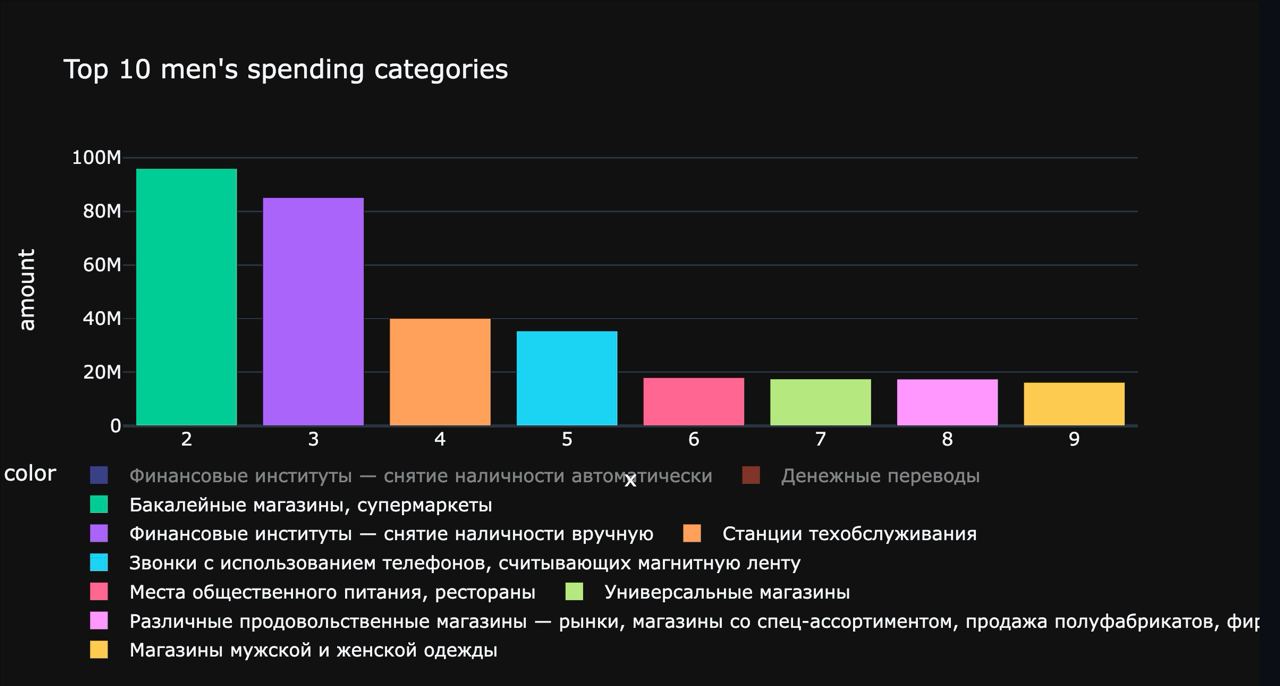 Top 10 men's spending categories
100M
80M
60M
40M
20M
0
amount
2 3 4 5 6 7 8 9
x
color
Финансовые институты — снятие наличности автоматически Денежные переводы
Бакалейные магазины, супермаркеты
Финансовые институты — снятие наличности вручную Станции техобслуживания
Звонки с использованием телефонов, считывающих магнитную ленту
Места общественного питания, рестораны Универсальные магазины
Различные продовольственные магазины — рынки, магазины со спец-ассортиментом, продажа полуфабрикатов,
Магазины мужской и женской одежды